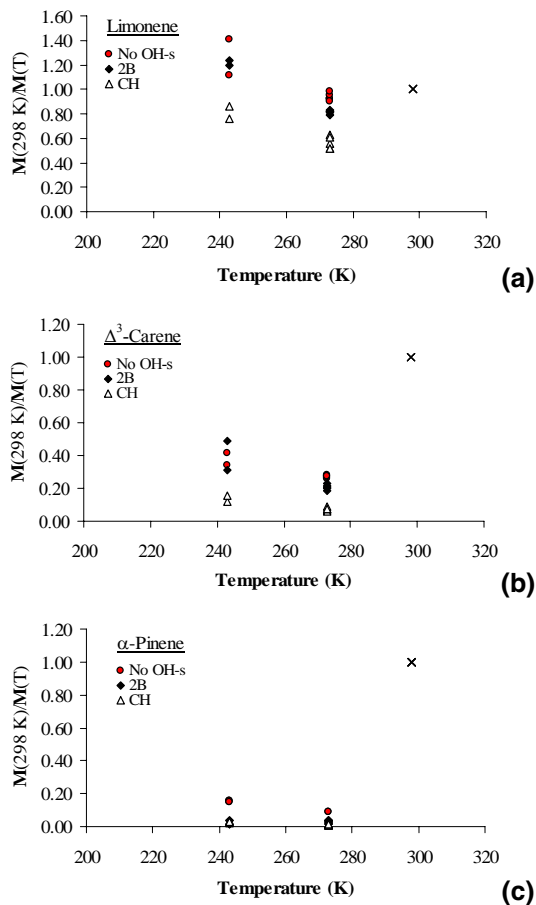 Limonene
No OH-s
2B
CH
M(298 K)/M(T)
1.60
1.40
1.20
1.00
0.80
0.60
0.40
0.20
0.00
200 220 240 260 280 300 320
Temperature (K)
(a)
Δ³-Carene
No OH-s
2B
CH
M(298 K)/M(T)
1.20
1.00
0.80
0.60
0.40
0.20
0.00
200 220 240 260 280 300 320
Temperature (K)
(b)
α-Pinene
No OH-s
2B
CH
M(298 K)/M(T)
1.20
1.00
0.80
0.60
0.40
0.20
0.00
200 220 240 260 280 300 320
Temperature (K)
(c)